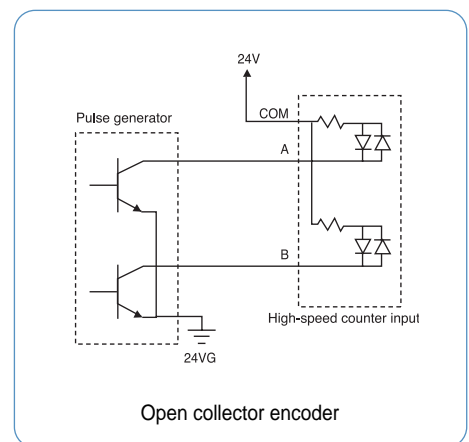 24V
COM
Pulse generator
A
B
High-speed counter input
24VG
Open collector encoder